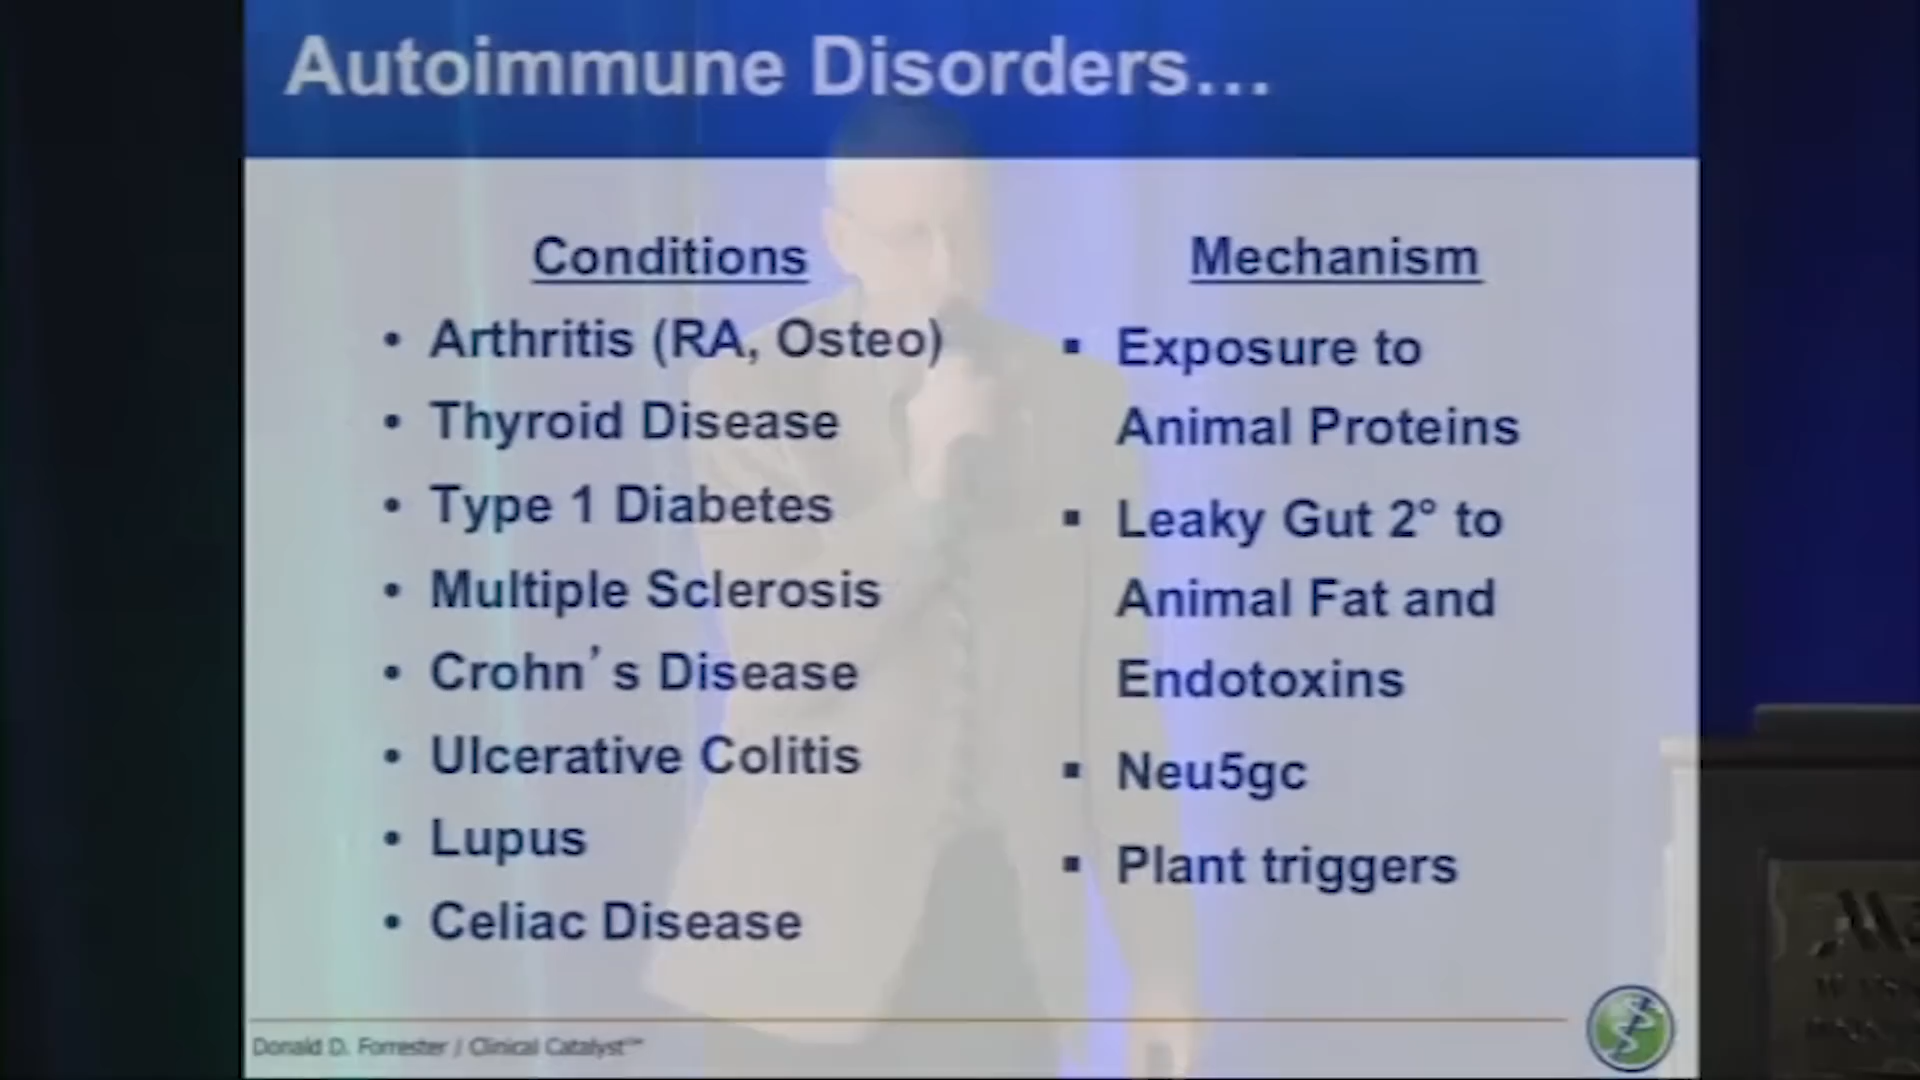 Autoimmune Disorders...
Conditions
• Arthritis (RA, Osteo)
• Thyroid Disease
• Type 1 Diabetes
• Multiple Sclerosis
• Crohn's Disease
• Ulcerative Colitis
• Lupus
• Celiac Disease
Mechanism
▪ Exposure to
Animal Proteins
▪ Leaky Gut 2° to
Animal Fat and
Endotoxins
▪ Neu5gc
▪ Plant triggers
Donald D. Forrester / Clinical Catalyst℠